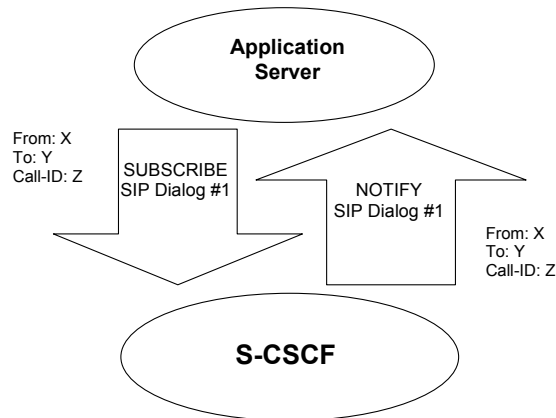 Application
Server
From: X
To: Y
Call-ID: Z
SUBSCRIBE
SIP Dialog #1
NOTIFY
SIP Dialog #1
From: X
To: Y
Call-ID: Z
S-CSCF